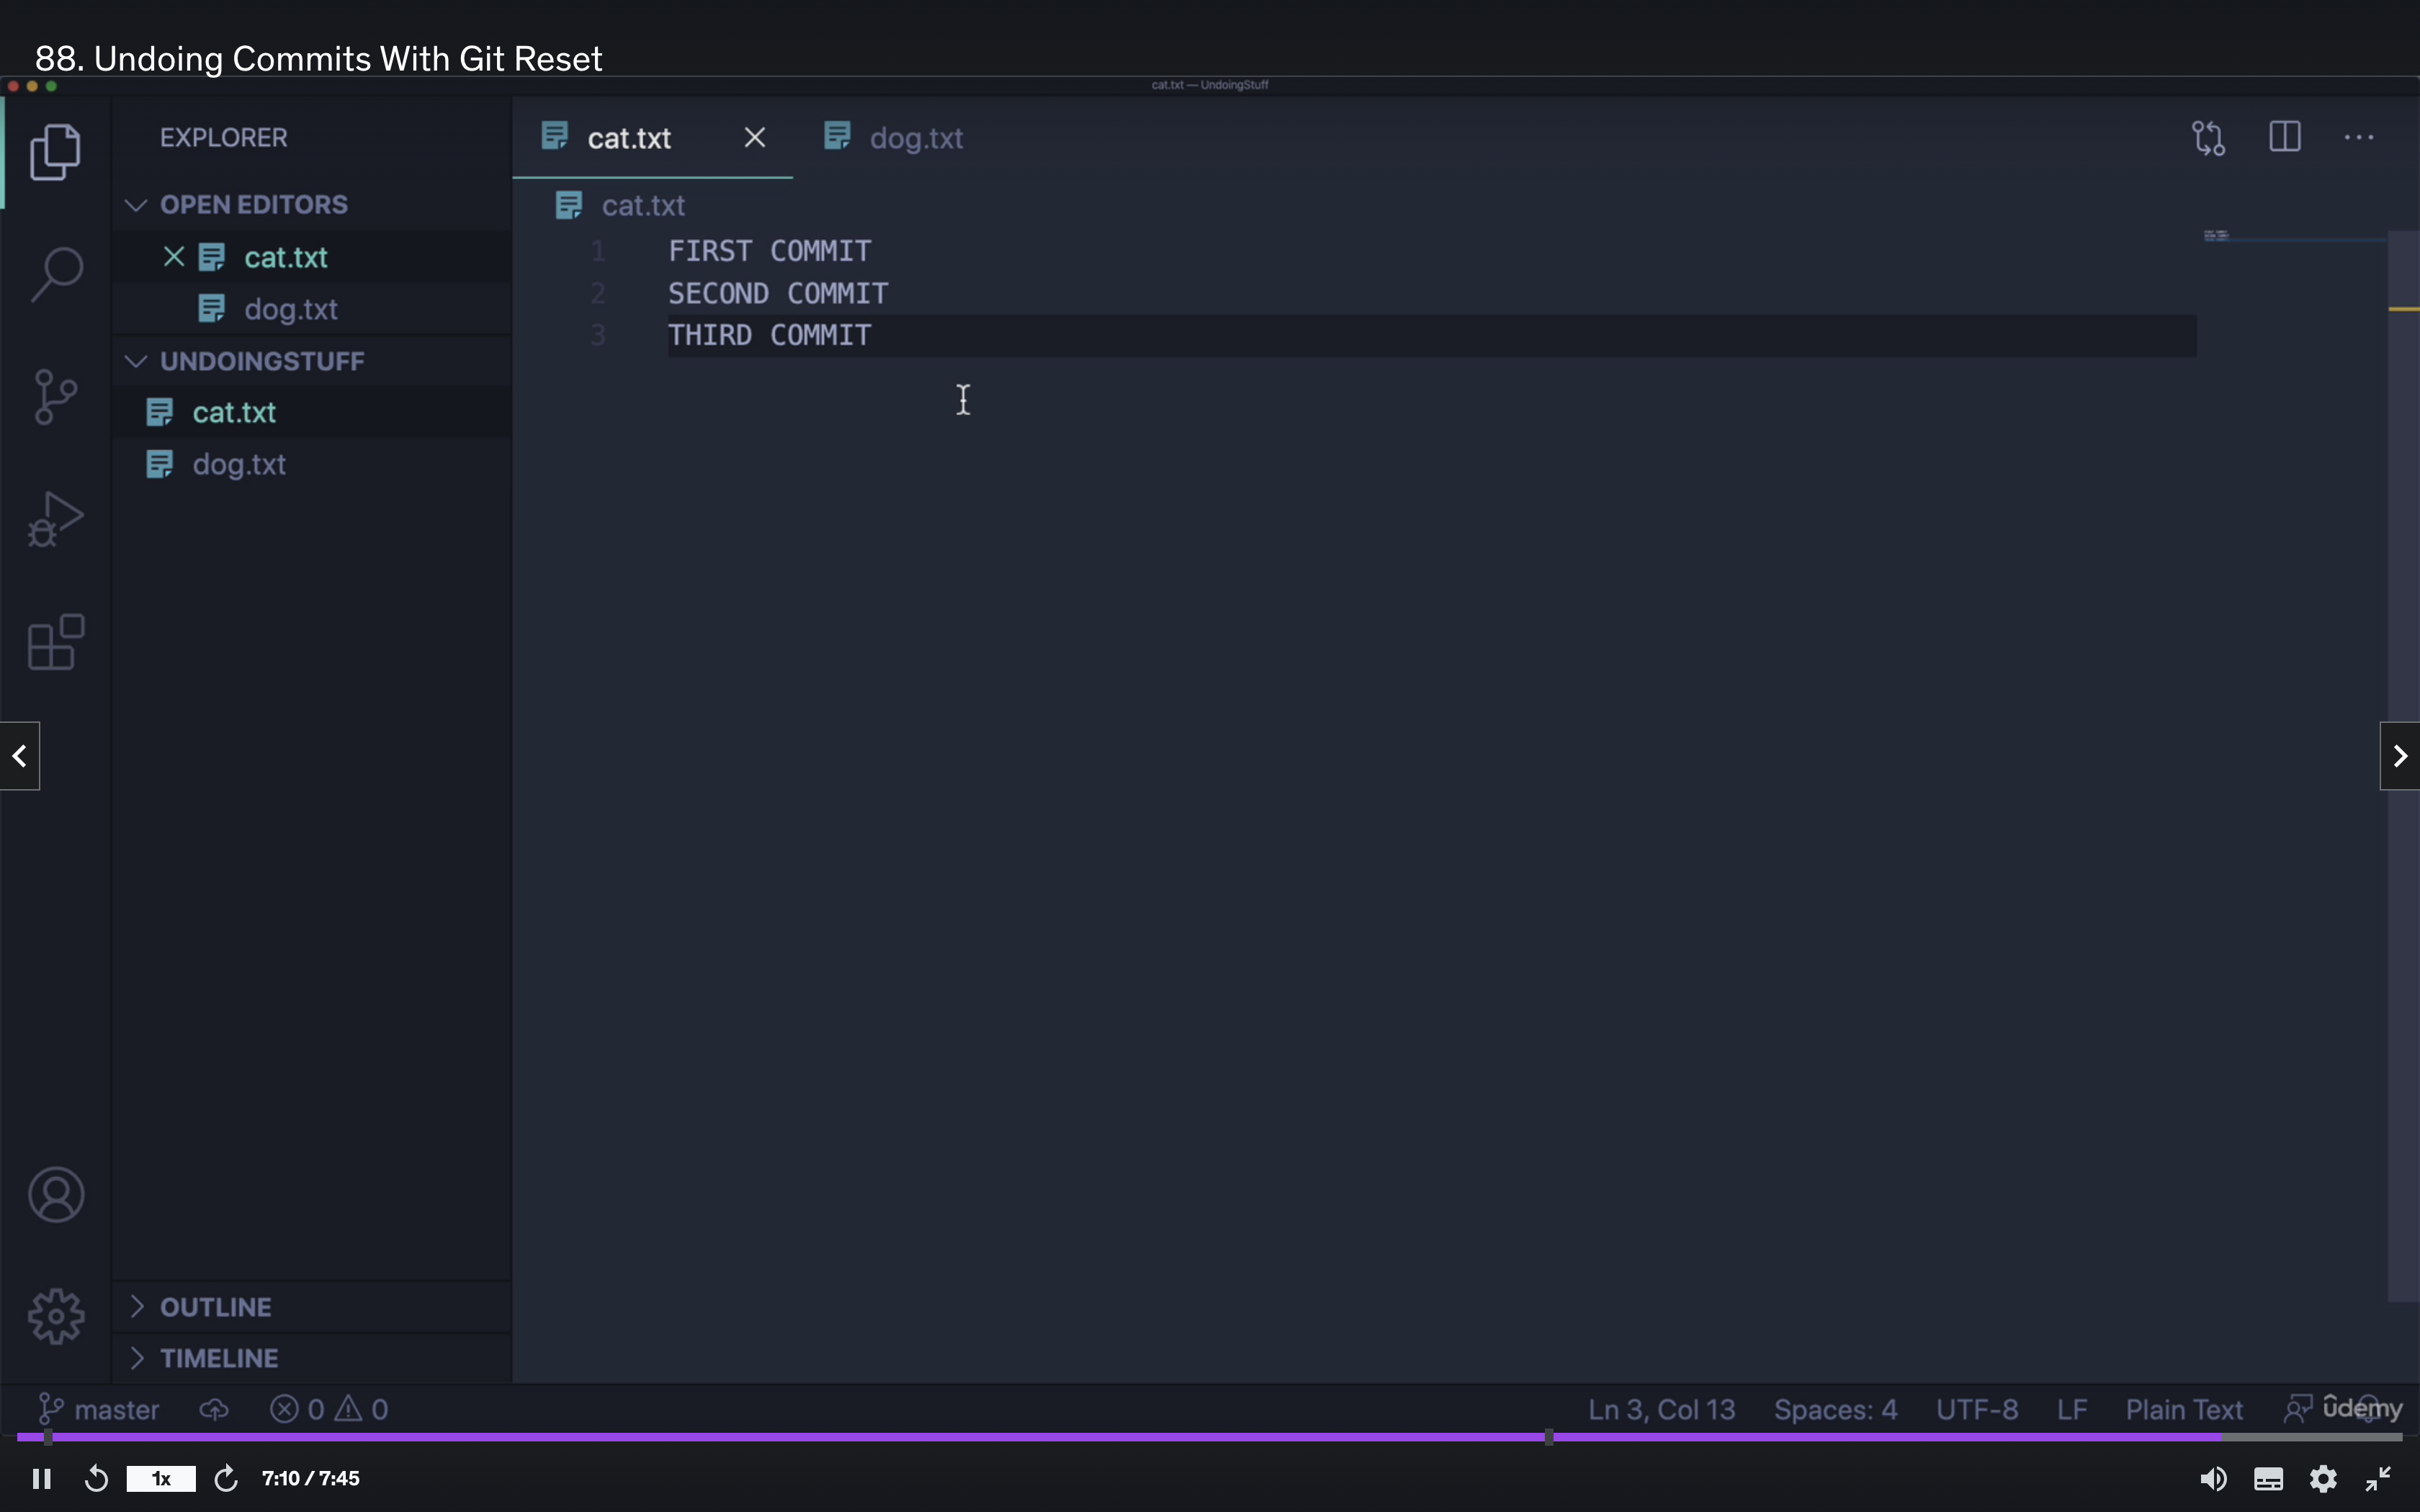 88. Undoing Commits With Git Reset
cat.txt — UndoingStuff
EXPLORER
OPEN EDITORS
cat.txt
dog.txt
UNDOINGSTUFF
cat.txt
dog.txt
OUTLINE
TIMELINE
cat.txt
dog.txt
cat.txt
1 FIRST COMMIT
2 SECOND COMMIT
3 THIRD COMMIT
master 0 0 Ln 3, Col 13 Spaces: 4 UTF-8 LF Plain Text ûdemy
1x 7:10 / 7:45